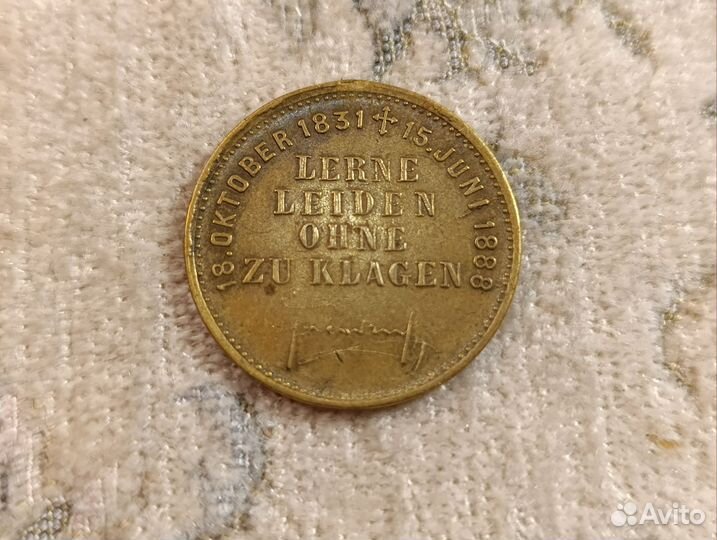 18. OKTOBER 1831 ✝ 15. JUNI 1888
LERNE
LEIDEN
OHNE
ZU KLAGEN
Avito